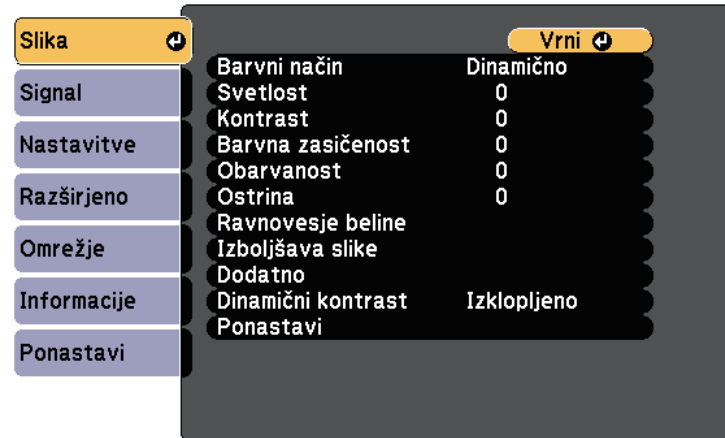 Slika
Signal
Nastavitve
Razširjeno
Omrežje
Informacije
Ponastavi
Vrni
Barvni način Dinamično
Svetlost 0
Kontrast 0
Barvna zasičenost 0
Obarvanost 0
Ostrina 0
Ravnovesje beline
Izboljšava slike
Dodatno
Dinamični kontrast Izklopljeno
Ponastavi